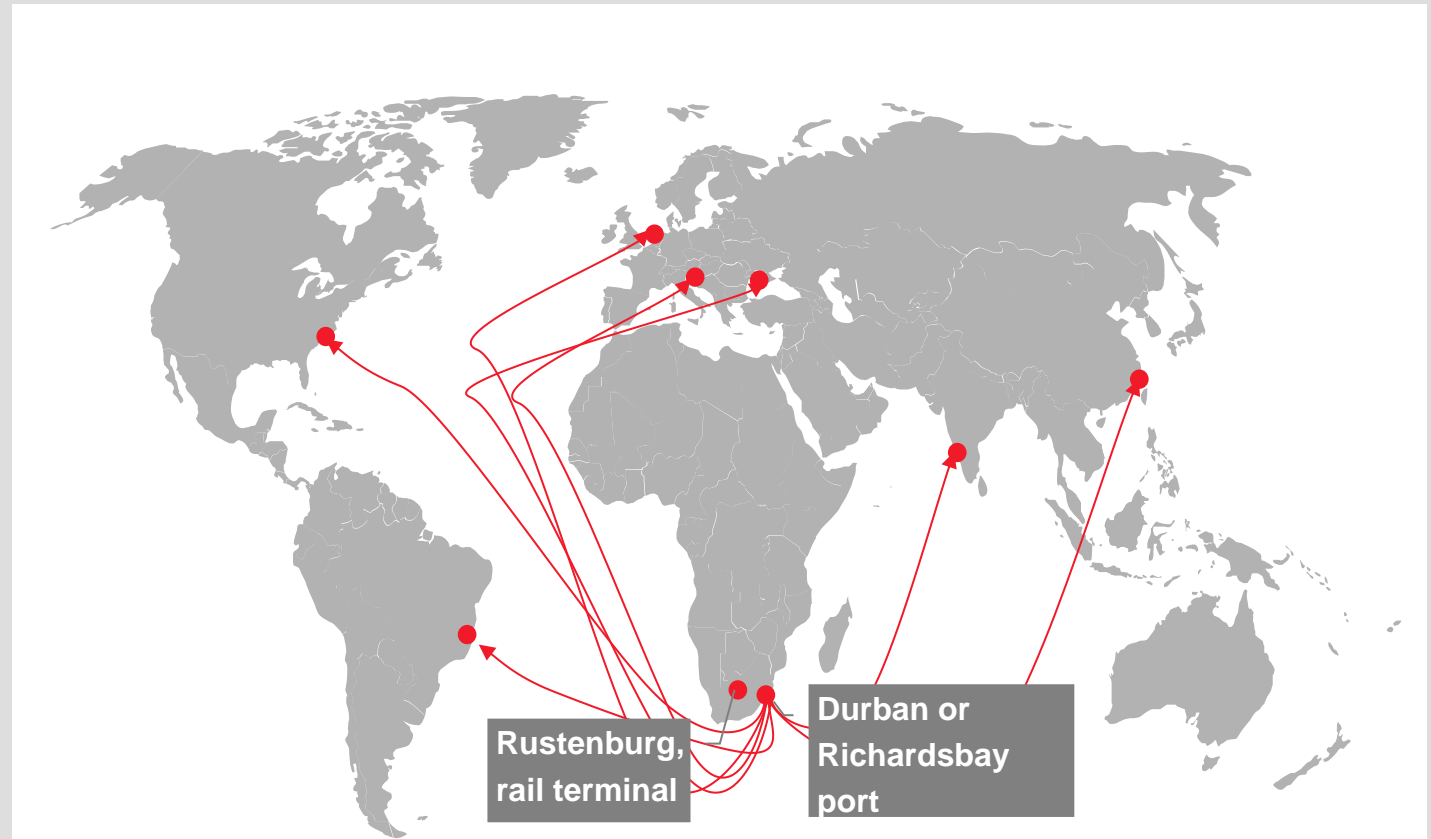 Rustenburg,
rail terminal
Durban or
Richardsbay
port